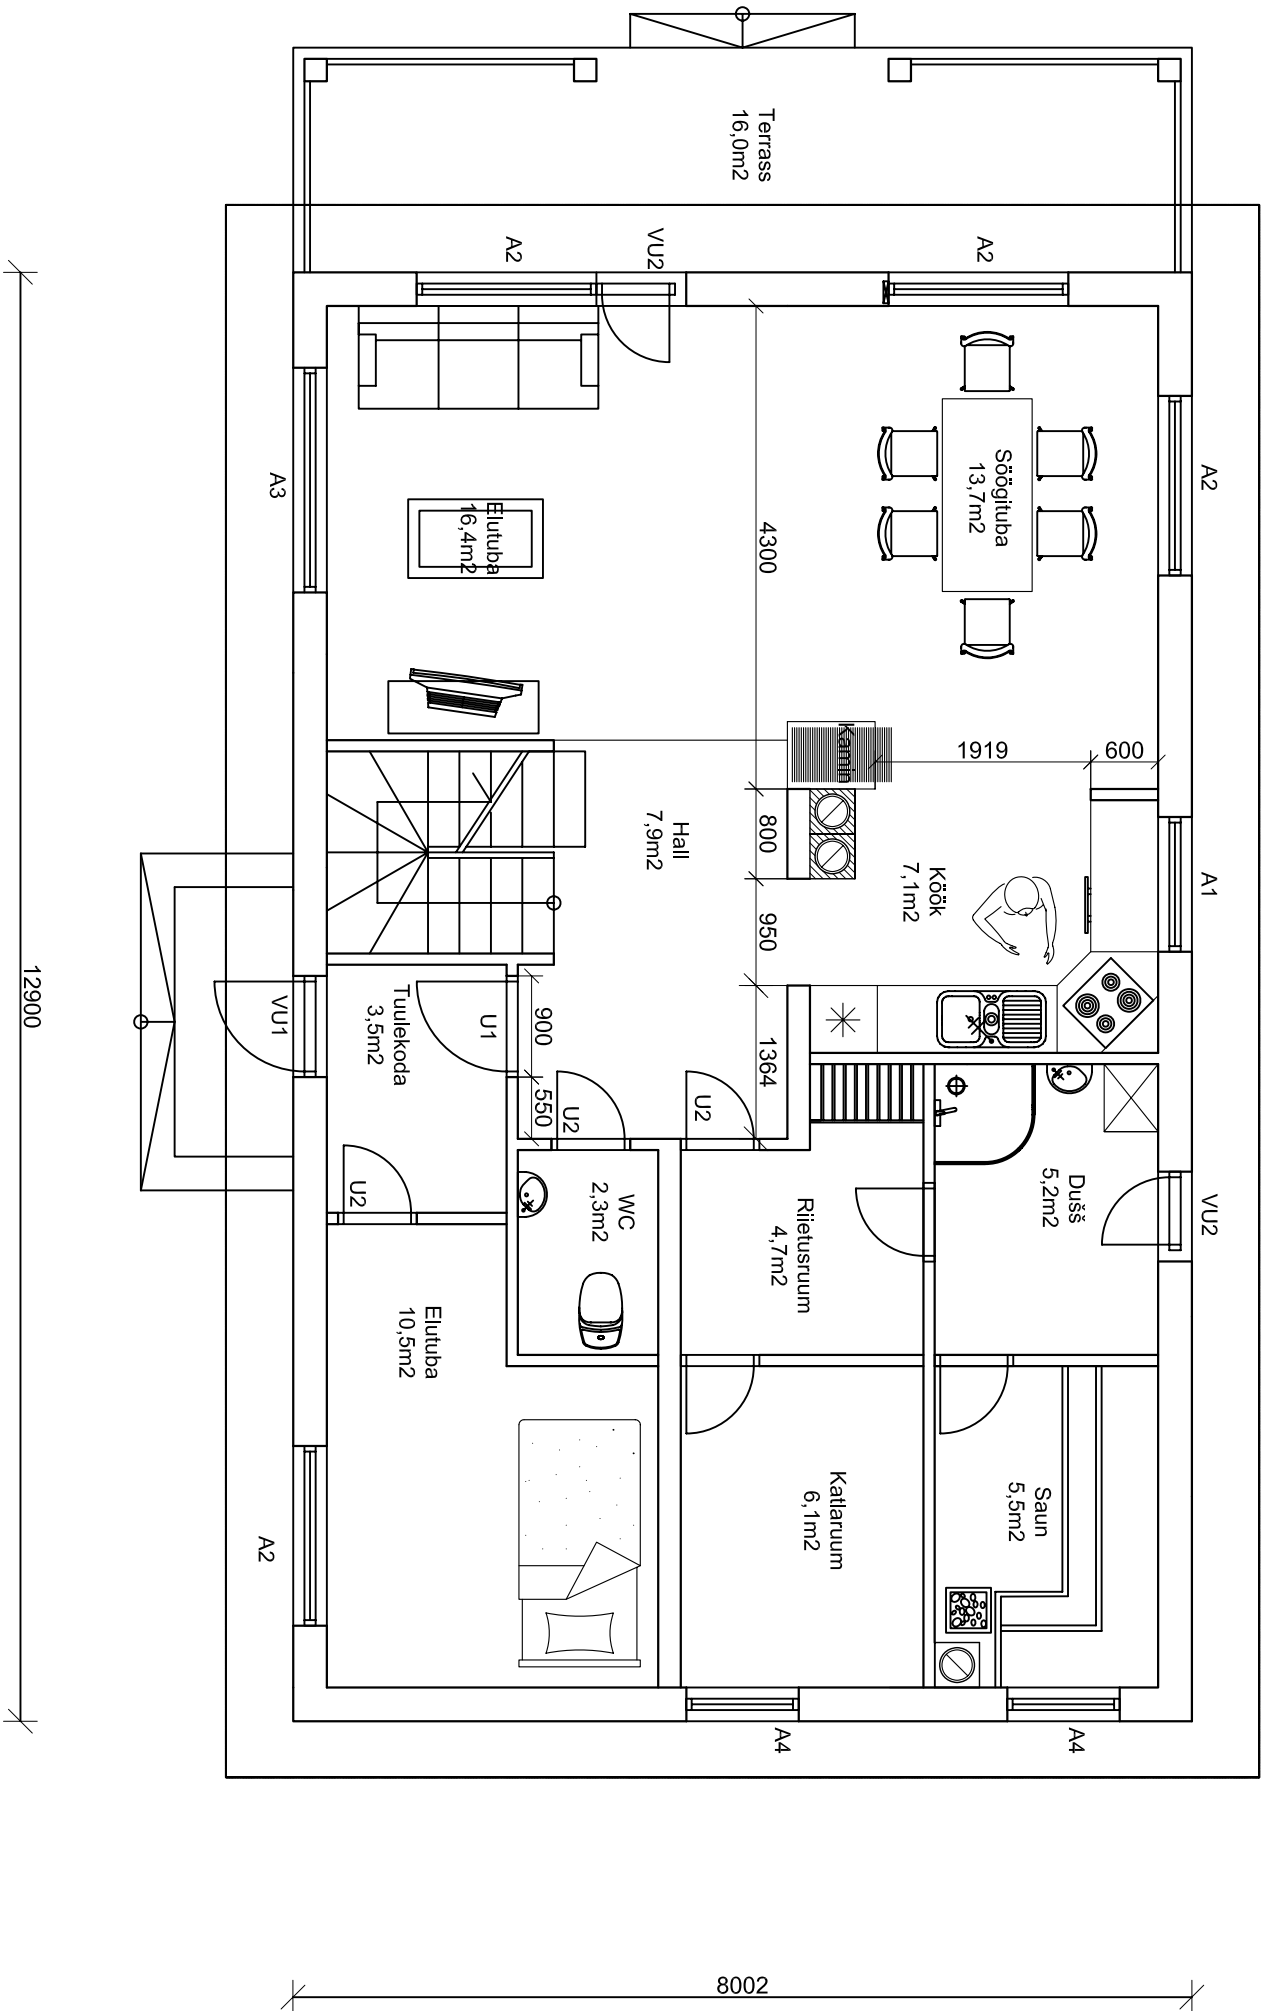 Terrass
16,0m2
A2
VU2
A2
A3
A2
Söögituba
13,7m2
Elutuba
16,4m2
4300
Kamin
1919
600
Hall
7,9m2
800
Köök
7,1m2
A1
950
12900
VU1
Tuulekoda
3,5m2
U1
900
550
1364
U2
U2
U2
WC
2,3m2
Riietusruum
4,7m2
Dušš
5,2m2
VU2
Elutuba
10,5m2
Katlaruum
6,1m2
Saun
5,5m2
A2
A4
A4
8002